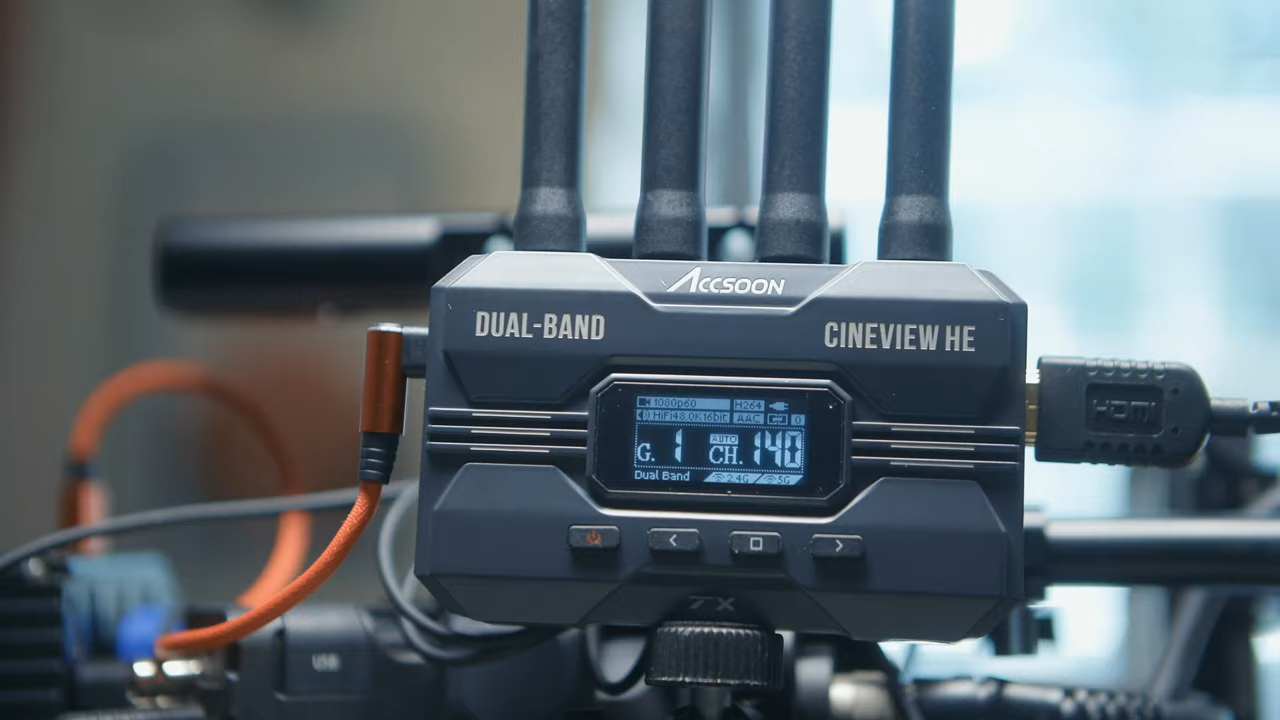 ACCSOON
DUAL-BAND
CINEVIEW HE
1080p60 H264
HiFi48.0K16bit AAC 0
G. 1 AUTO CH. 140
Dual Band 2.4G 5G
HDMI
TX
USB